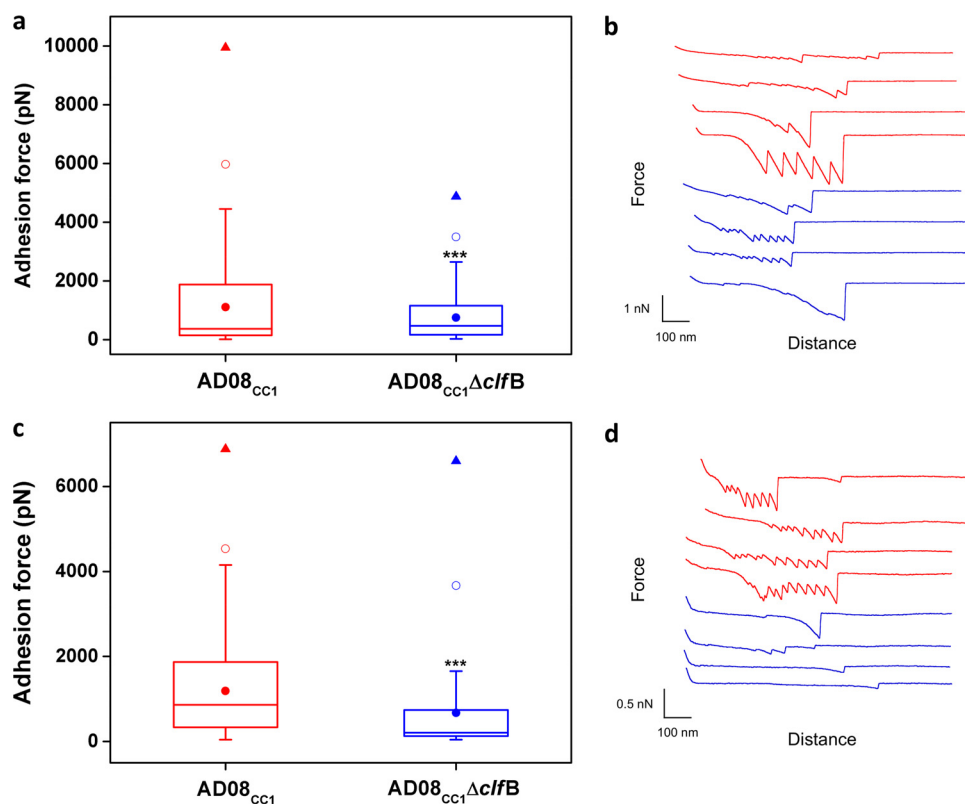 a
10000
8000
6000
4000
2000
0
Adhesion force (pN)
***
AD08CC1
AD08CC1ΔclfB
b
Force
1 nN
100 nm
Distance
c
6000
4000
2000
0
Adhesion force (pN)
***
AD08CC1
AD08CC1ΔclfB
d
Force
0.5 nN
100 nm
Distance